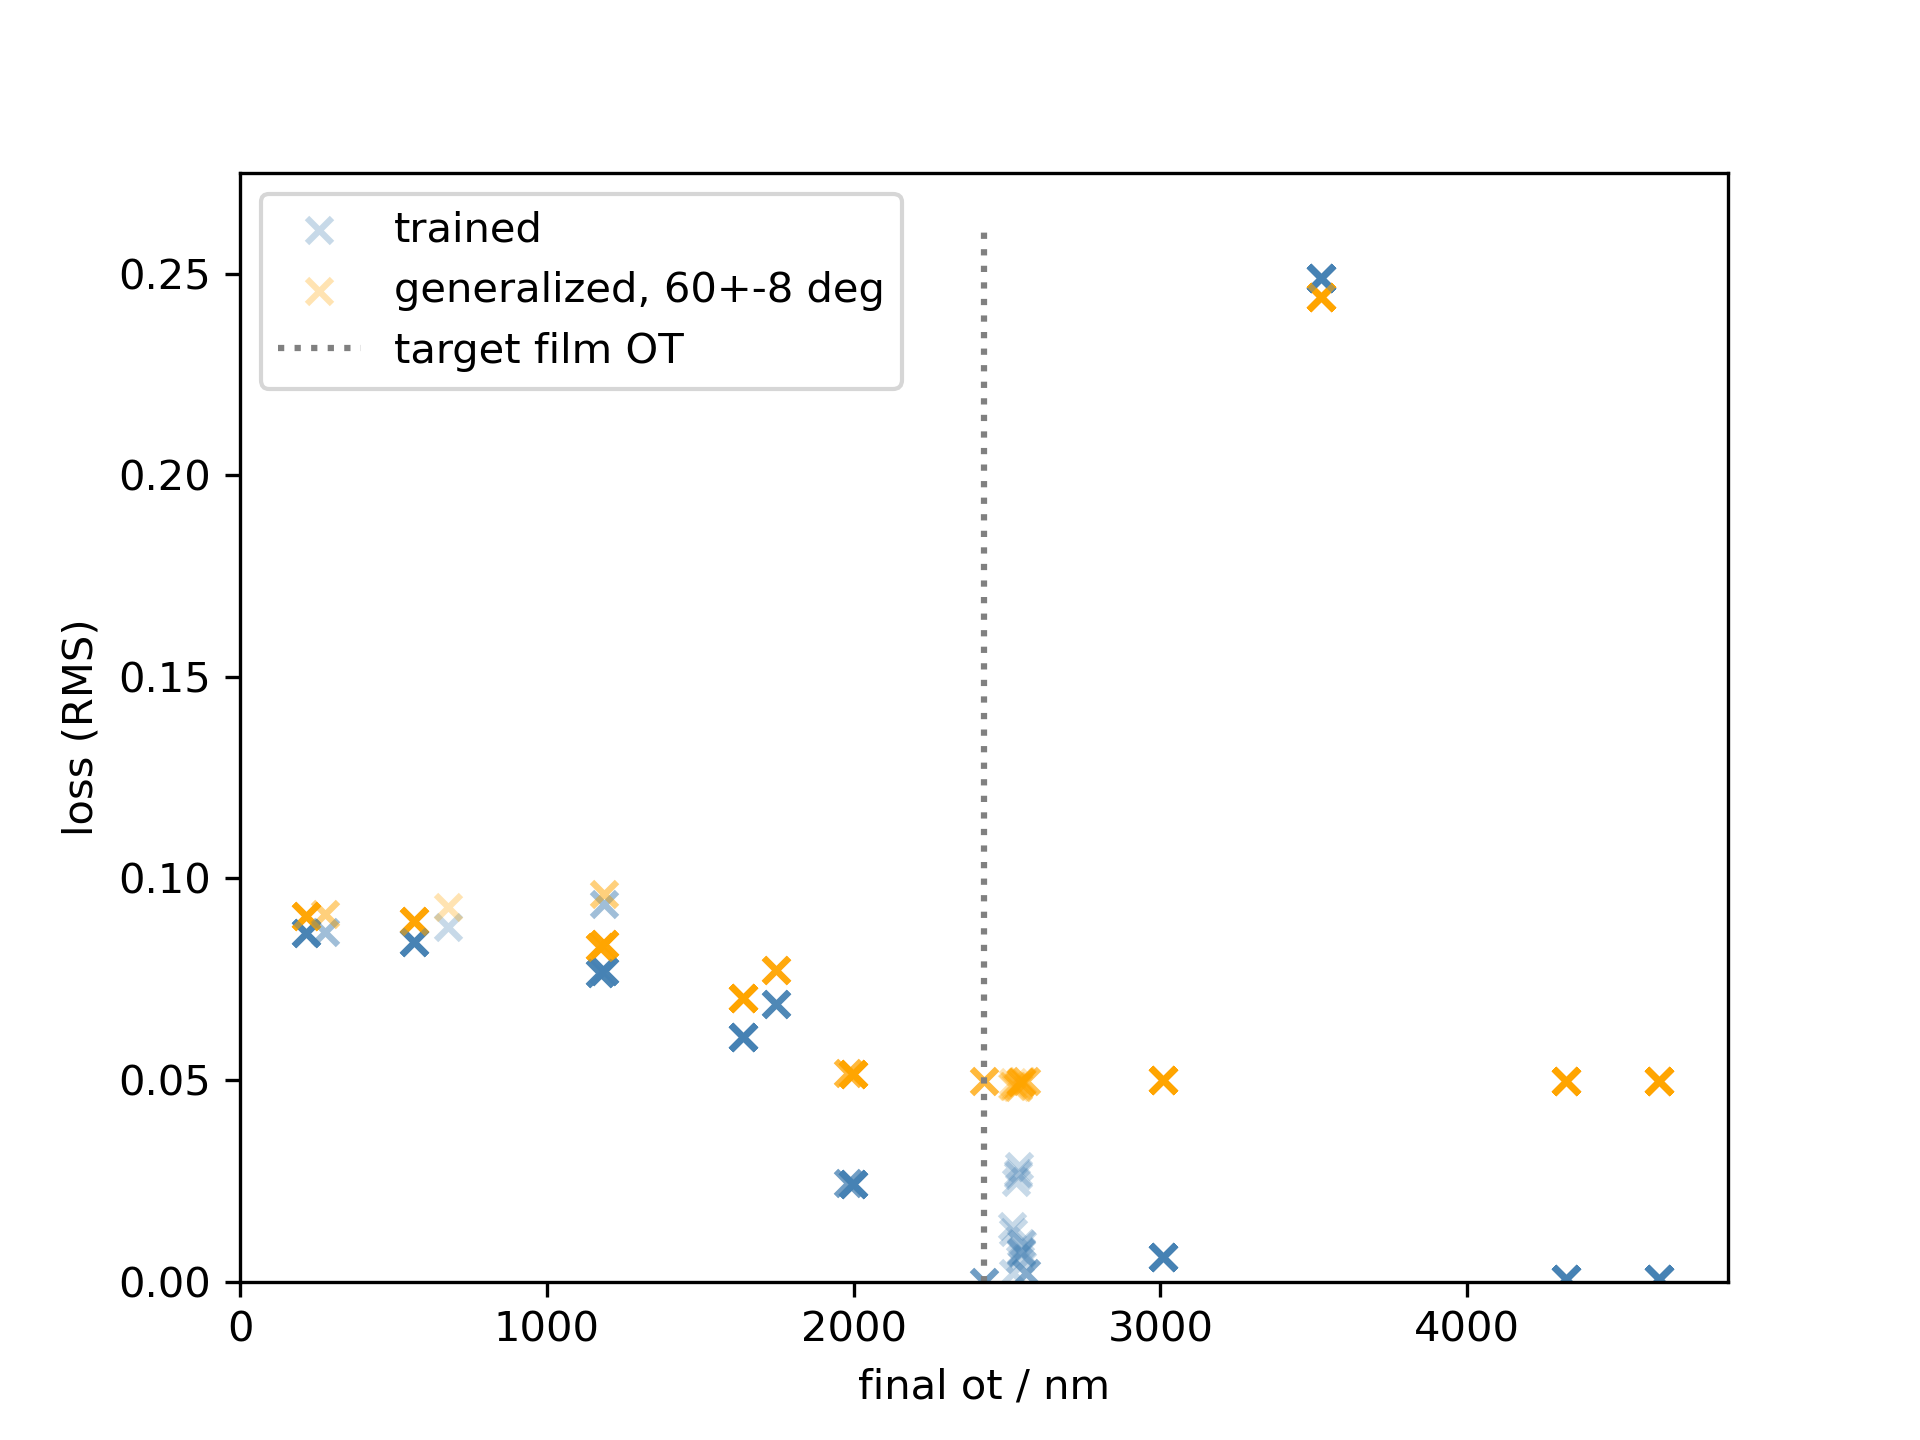 trained
generalized, 60+-8 deg
target film OT
0.25
0.20
0.15
0.10
0.05
0.00
loss (RMS)
0 1000 2000 3000 4000
final ot / nm